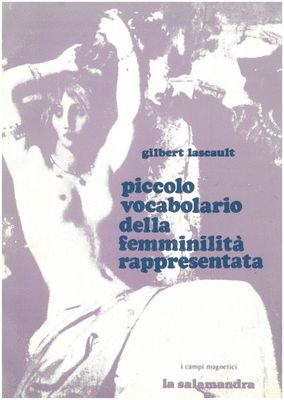 gilbert lascault
piccolo
vocabolario
della
femminilità
rappresentata
i campi magnetici
la salamandra